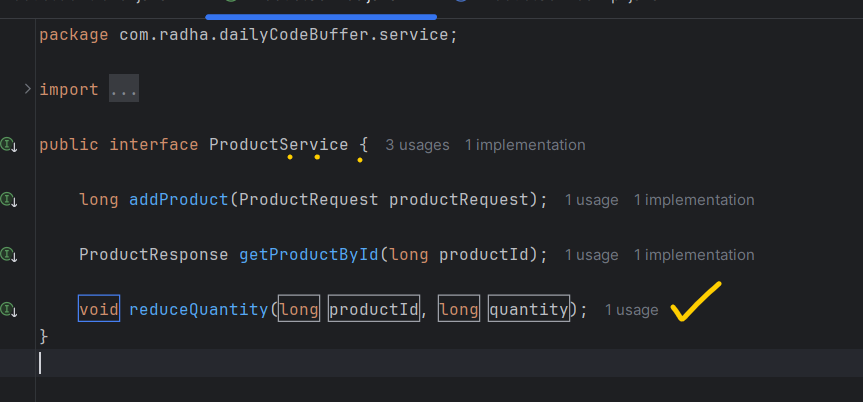 package com.radha.dailyCodeBuffer.service;
import ...
public interface ProductService { 3 usages 1 implementation
long addProduct(ProductRequest productRequest); 1 usage 1 implementation
ProductResponse getProductById(long productId); 1 usage 1 implementation
void reduceQuantity(long productId, long quantity); 1 usage
}